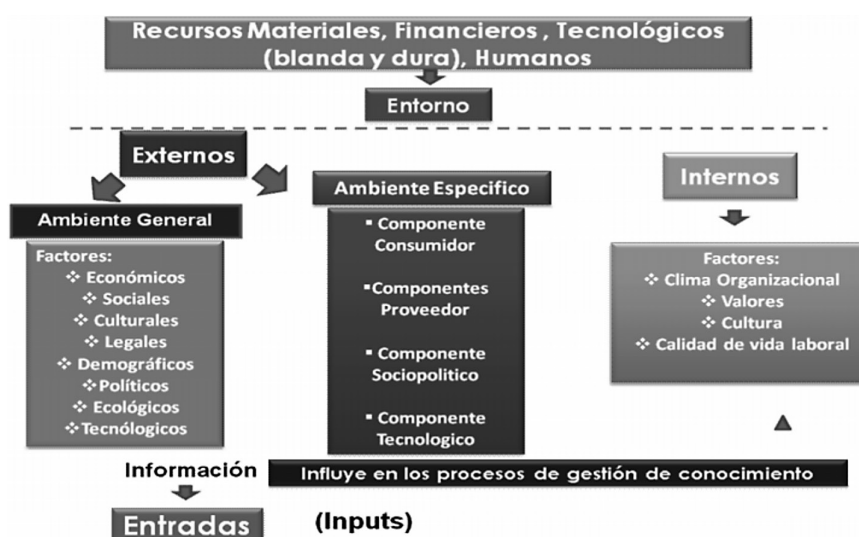 Recursos Materiales, Financieros , Tecnológicos
(blanda y dura), Humanos
Entorno
Externos
Ambiente General
Factores:
❖ Económicos
❖ Sociales
❖ Culturales
❖ Legales
❖ Demográficos
❖ Políticos
❖ Ecológicos
❖ Tecnólogicos
Ambiente Especifico
▪ Componente
Consumidor
▪Componentes
Proveedor
▪ Componente
Sociopolitico
▪ Componente
Tecnologico
Internos
Factores:
❖ Clima Organizacional
❖ Valores
❖ Cultura
❖ Calidad de vida laboral
Información
Influye en los procesos de gestión de conocimiento
Entradas
(Inputs)